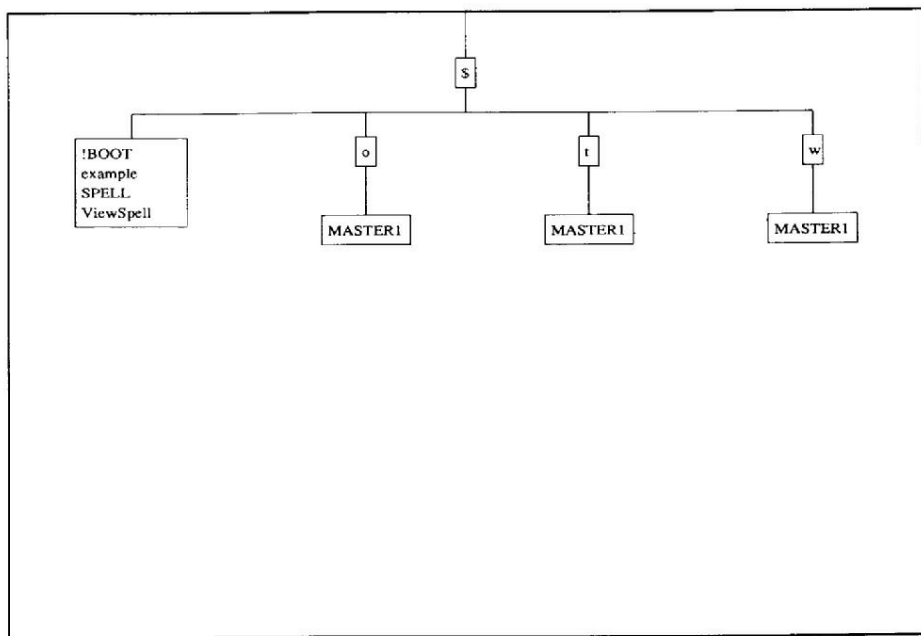 $
!BOOT
example
SPELL
ViewSpell
o
t
w
MASTER1
MASTER1
MASTER1